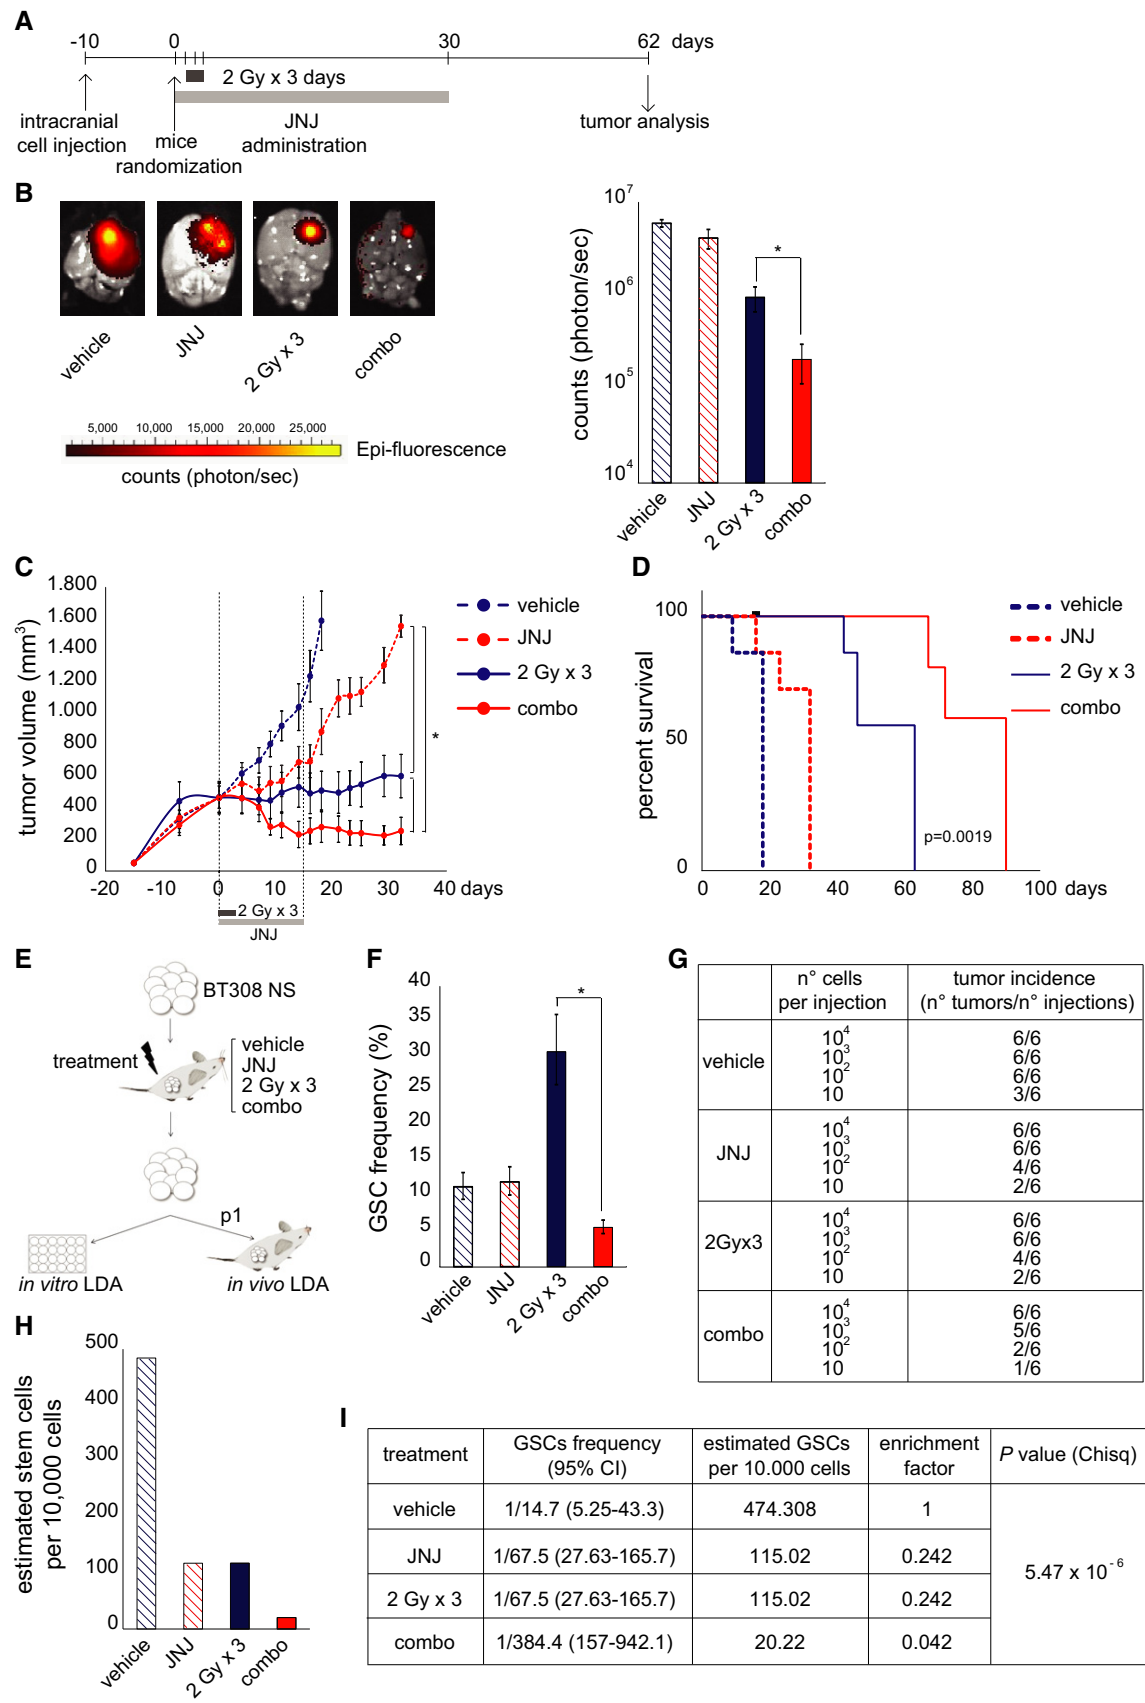 A
-10 0 30 62 days
2 Gy x 3 days
intracranial
cell injection
mice
randomization
JNJ
administration
tumor analysis
B
vehicle
JNJ
2 Gy x 3
combo
5,000 10,000 15,000 20,000 25,000
Epi-fluorescence
counts (photon/sec)
counts (photon/sec)
10^7
10^6
10^5
10^4
*
vehicle
JNJ
2 Gy x 3
combo
C
tumor volume (mm³)
1.800
1.600
1.400
1.200
1.000
800
600
400
200
0
-20 -10 0 10 20 30 40 days
2 Gy x 3
JNJ
vehicle
JNJ
2 Gy x 3
combo
*
D
percent survival
100
50
0
0 20 40 60 80 100 days
p=0.0019
vehicle
JNJ
2 Gy x 3
combo
E
BT308 NS
treatment
vehicle
JNJ
2 Gy x 3
combo
p1
in vitro LDA
in vivo LDA
F
GSC frequency (%)
40
35
30
25
20
15
10
5
0
*
vehicle
JNJ
2 Gy x 3
combo
G
n° cells
per injection
tumor incidence
(n° tumors/n° injections)
vehicle
10^4 6/6
10^3 6/6
10^2 6/6
10 3/6
JNJ
10^4 6/6
10^3 6/6
10^2 4/6
10 2/6
2Gyx3
10^4 6/6
10^3 6/6
10^2 4/6
10 2/6
combo
10^4 6/6
10^3 5/6
10^2 2/6
10 1/6
H
estimated stem cells
per 10,000 cells
500
400
300
200
100
0
vehicle
JNJ
2 Gy x 3
combo
I
treatment
GSCs frequency
(95% CI)
estimated GSCs
per 10.000 cells
enrichment
factor
P value (Chisq)
vehicle 1/14.7 (5.25-43.3) 474.308 1
JNJ 1/67.5 (27.63-165.7) 115.02 0.242
2 Gy x 3 1/67.5 (27.63-165.7) 115.02 0.242
combo 1/384.4 (157-942.1) 20.22 0.042
5.47 x 10^-6